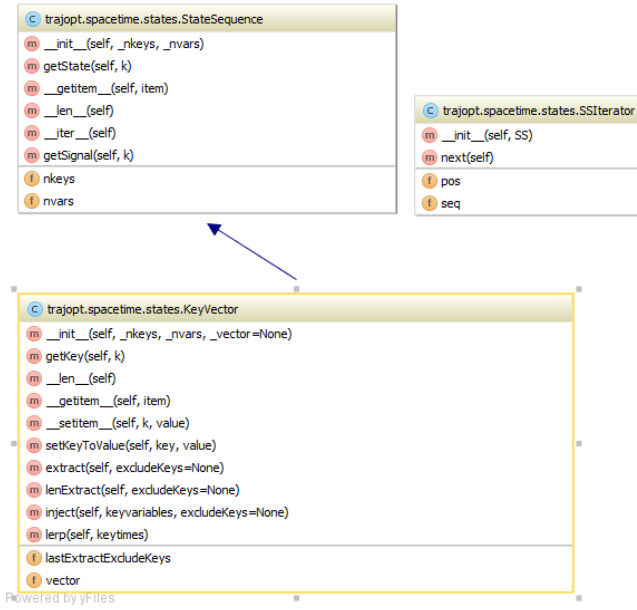 C trajopt.spacetime.states.StateSequence
m __init__(self, _nkeys, _nvars)
m getState(self, k)
m __getitem__(self, item)
m __len__(self)
m __iter__(self)
m getSignal(self, k)
f nkeys
f nvars
C trajopt.spacetime.states.SSIterator
m __init__(self, SS)
m next(self)
f pos
f seq
C trajopt.spacetime.states.KeyVector
m __init__(self, _nkeys, _nvars, _vector=None)
m getKey(self, k)
m __len__(self)
m __getitem__(self, item)
m __setitem__(self, k, value)
m setKeyToValue(self, key, value)
m extract(self, excludeKeys=None)
m lenExtract(self, excludeKeys=None)
m inject(self, keyvariables, excludeKeys=None)
m lerp(self, keytimes)
f lastExtractExcludeKeys
f vector
Powered by yFiles